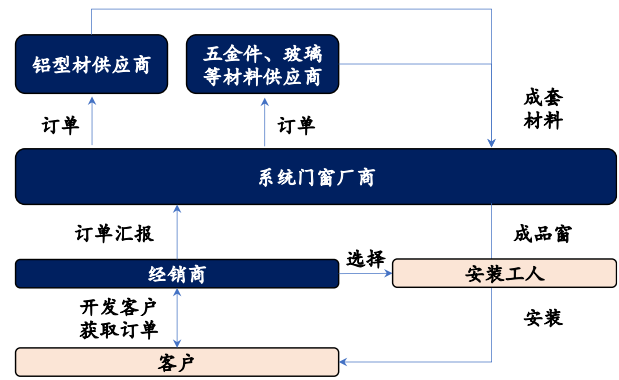 铝型材供应商
五金件、玻璃
等材料供应商
成套
材料
订单
订单
系统门窗厂商
订单汇报
成品窗
选择
经销商
安装工人
开发客户
获取订单
安装
客户